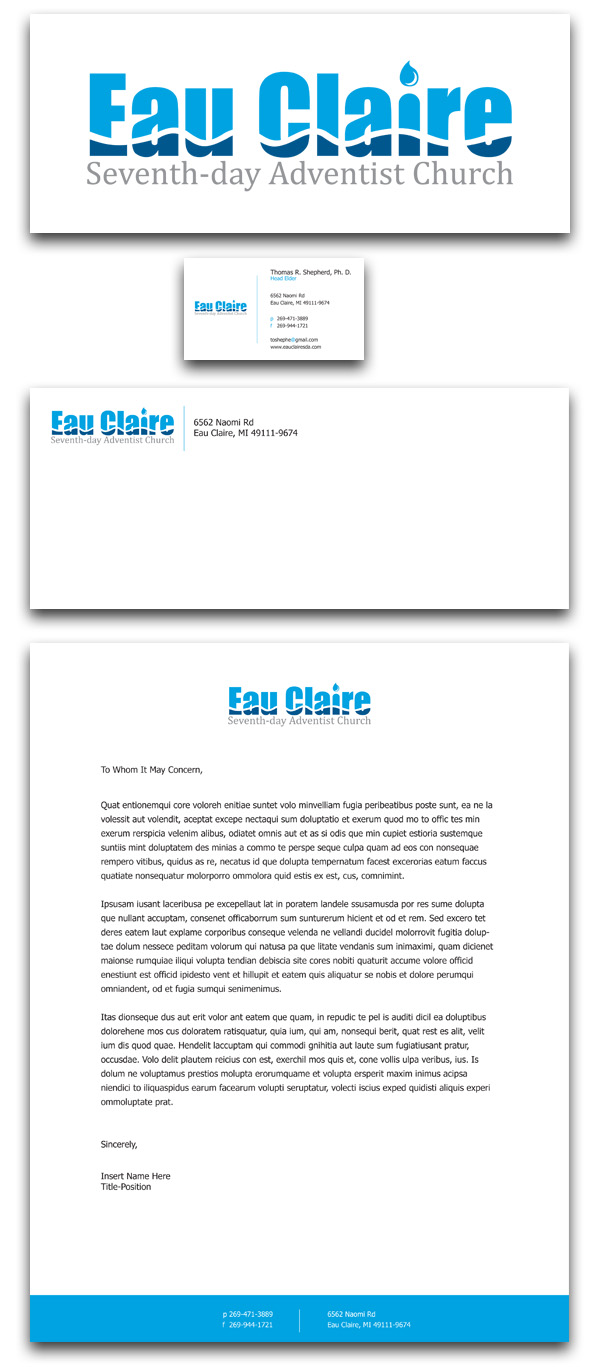 Eau Claire
Seventh-day Adventist Church
Thomas R. Shepherd, Ph. D.
Head Elder
6562 Naomi Rd
Eau Claire, MI 49111-9674
p 269-471-3889
f 269-944-1721
toshephe@gmail.com
www.eauclairesda.com
Eau Claire
Seventh-day Adventist Church
Eau Claire
Seventh-day Adventist Church
6562 Naomi Rd
Eau Claire, MI 49111-9674
Eau Claire
Seventh-day Adventist Church
To Whom It May Concern,
Quat entionemqui core voloreh enitiae suntet volo minvelliam fugia peribeatibus poste sunt, ea ne la
volessit aut volendit, aceptat excepe nectaqui sum doluptatio et exerum quod mo to offic tes min
exerum rerspicia velenim alibus, odiatet omnis aut et as si odis que min cupiet estioria sustemque
suntiis mint doluptatem des minias a commo te perspe seque culpa quam ad eos con nonsequae
rempero vitibus, quidus as re, necatus id que dolupta tempernatum facest excerorias eatum faccus
quatiate nonsequatur molorporro ommolora quid estis ex est, cus, comnimint.
Ipsusam iusant laceribusa pe excepellaut lat in poratem landele ssusamusda por res sume dolupta
que nullant accuptam, consenet officaborrum sum sunturerum hicient et od et rem. Sed excero tet
deres eatem laut explame corporibus conseque velenda ne vellandi ducidel molorrovit fugitia dolup-
tae dolum nessece peditam volorum qui natusa pa que litate vendanis sum inimaximi, quam dicienet
maionse rumquiae iliqui volupta tendian debiscia site cores nobiti quaturit accume volore officid
enestiunt est officid ipidesto vent et hillupit et eatem quis aliquatur se nobis et dolore perumqui
omniandent, od et fugia sumqui senimenimus.
Itas dionseque dus aut erit volor ant eatem que quam, in repudic te pel is auditi dicil ea doluptibus
dolorehene mos cus doloratem ratisquatur, quia ium, qui am, nonsequi berit, quat rest es alit, velit
ium dis quod quae. Hendelit laccuptam qui commodi gnihitia aut laute sum fugiatiusant pratur,
occusdae. Volo delit plautem reicius con est, exerchil mos quis et, cone vollis ulpa veribus, ius. Is
dolum ne voluptamus prestios molupta erorumquame et volupta ersperit maxim inimus acipsa
niendici to iliquaspidus earum facearum volupti seruptatur, volecti iscius exped quidisti aliquis experi
ommoluptate prat.
Sincerely,
Insert Name Here
Title-Position
p 269-471-3889
f 269-944-1721
6562 Naomi Rd
Eau Claire, MI 49111-9674